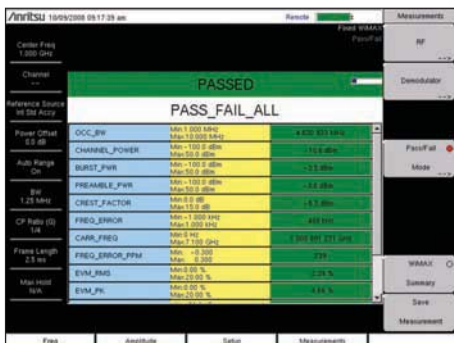 Anritsu 10/09/2008 09:17:39 am
Remote
Measurements
Fixed WiMAX
Pass/Fail
Center Freq
1.000 GHz
Channel
--
Reference Source
Int Std Accy
Power Offset
0.0 dB
Auto Range
On
BW
1.25 MHz
CP Ratio (G)
1/4
Frame Length
2.5 ms
Max Hold
N/A
PASSED
PASS_FAIL_ALL
OCC_BW Min:1.000 MHz
Max:10.000 MHz
CHANNEL_POWER Min:-100.0 dBm
Max:50.0 dBm
BURST_PWR Min:-100.0 dBm
Max:50.0 dBm
PREAMBLE_PWR Min:-100.0 dBm
Max:50.0 dBm
CREST_FACTOR Min:0.0 dB
Max:15.0 dB
FREQ_ERROR Min:-1.000 kHz
Max:1.000 kHz
CARR_FREQ Min:0 Hz
Max:7.100 GHz
FREQ_ERROR_PPM Min: -0.300
Max: 0.300
EVM_RMS Min:0.00 %
Max:20.00 %
EVM_PK Min:0.00 %
Max:20.00 %
RF
-->
Demodulator
-->
Pass/Fail
Mode
-->
WiMAX
Summary
Save
Measurement
Freq Amplitude Setup Measurements